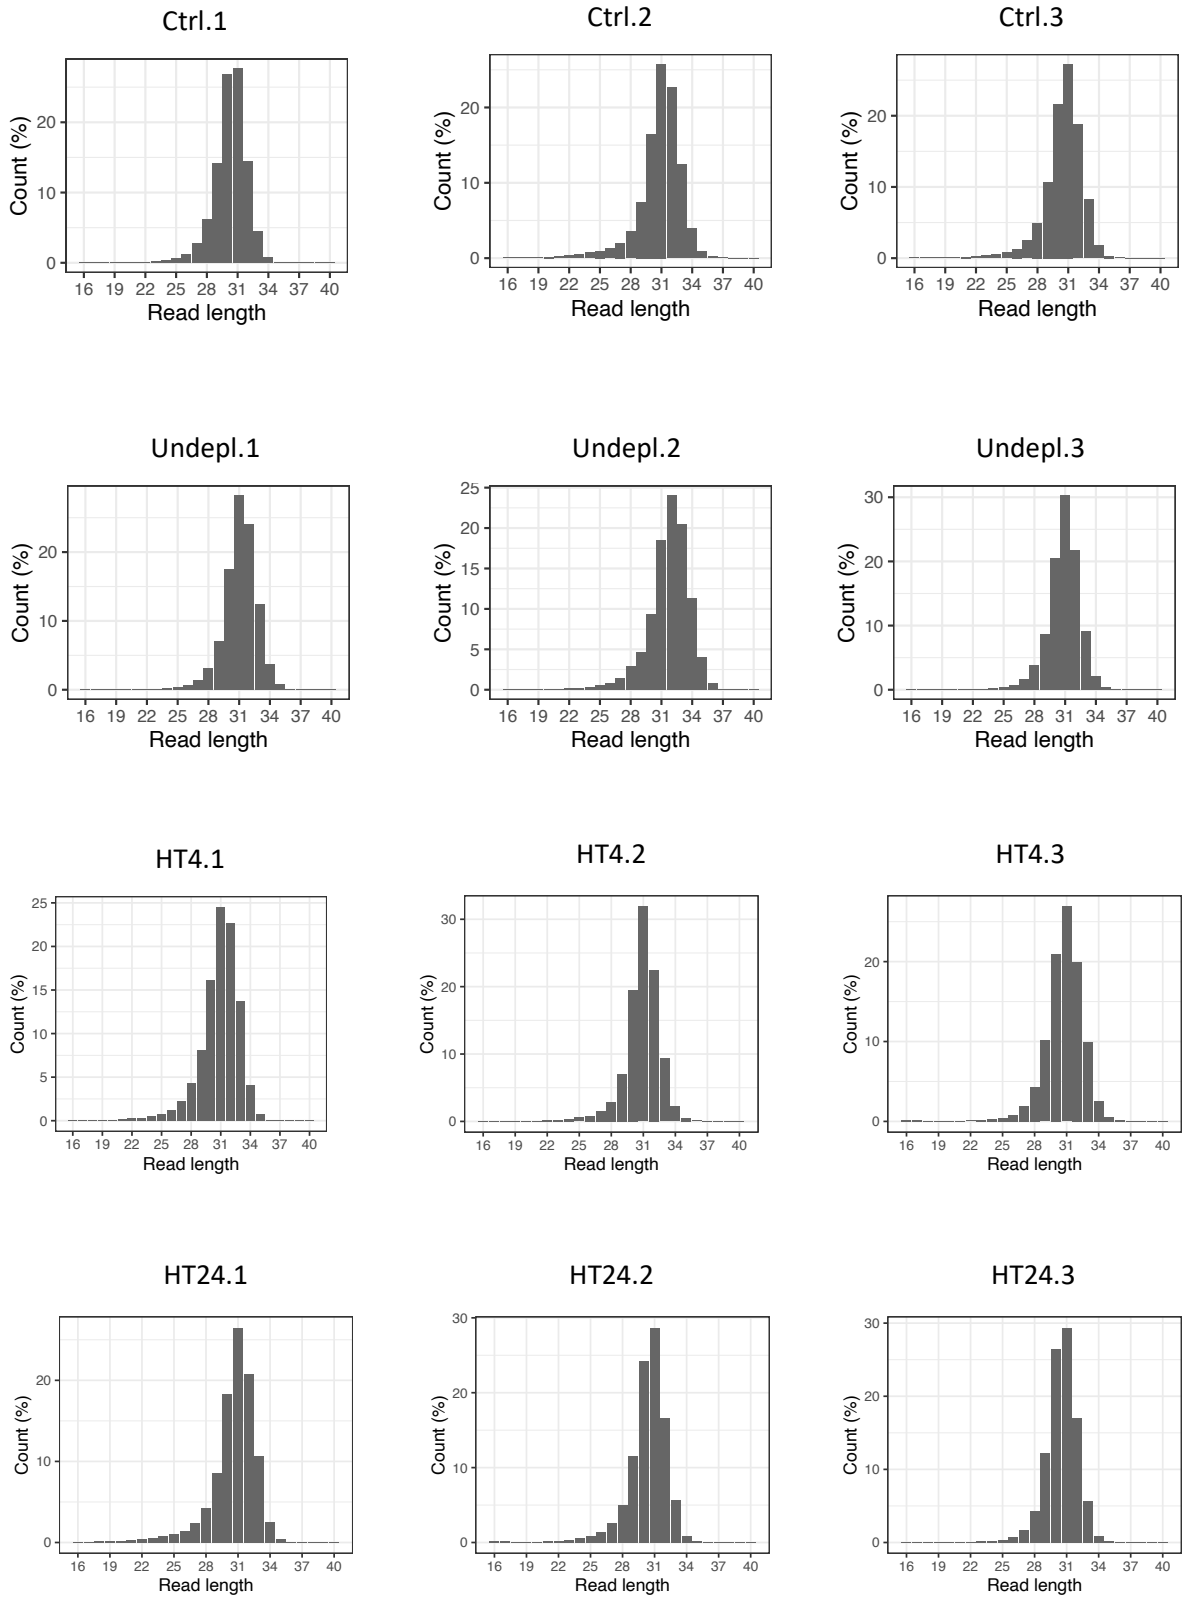 Ctrl.1 Ctrl.2 Ctrl.3
20
10
0
Count (%)
16 19 22 25 28 31 34 37 40
Read length
20
10
0
Count (%)
16 19 22 25 28 31 34 37 40
Read length
20
10
0
Count (%)
16 19 22 25 28 31 34 37 40
Read length
Undepl.1 Undepl.2 Undepl.3
20
10
0
Count (%)
16 19 22 25 28 31 34 37 40
Read length
25
20
15
10
5
0
Count (%)
16 19 22 25 28 31 34 37 40
Read length
30
20
10
0
Count (%)
16 19 22 25 28 31 34 37 40
Read length
HT4.1 HT4.2 HT4.3
25
20
15
10
5
0
Count (%)
16 19 22 25 28 31 34 37 40
Read length
30
20
10
0
Count (%)
16 19 22 25 28 31 34 37 40
Read length
20
10
0
Count (%)
16 19 22 25 28 31 34 37 40
Read length
HT24.1 HT24.2 HT24.3
20
10
0
Count (%)
16 19 22 25 28 31 34 37 40
Read length
30
20
10
0
Count (%)
16 19 22 25 28 31 34 37 40
Read length
30
20
10
0
Count (%)
16 19 22 25 28 31 34 37 40
Read length